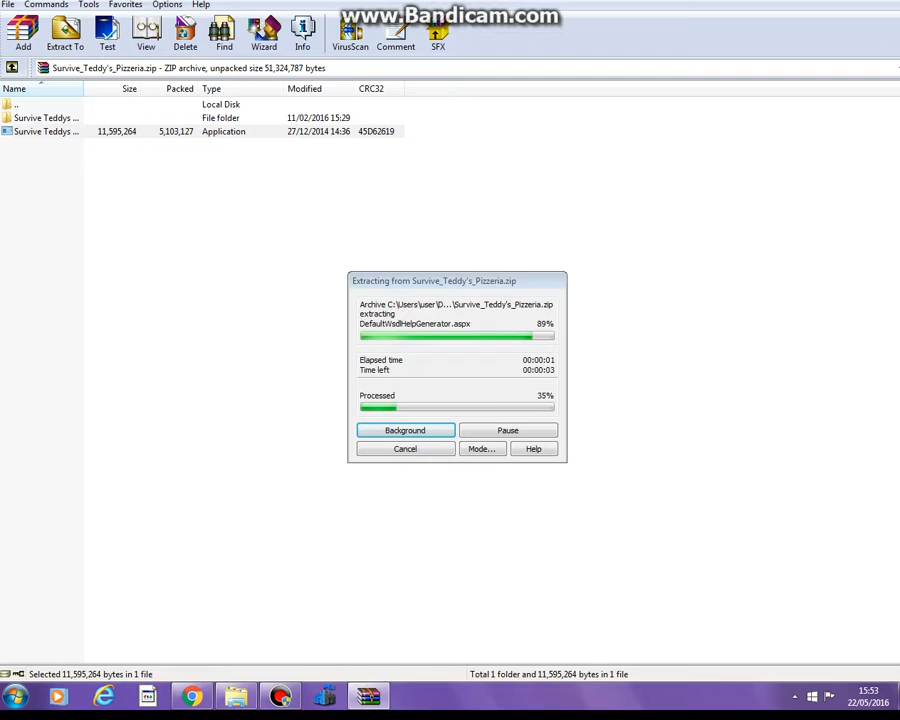 www.Bandicam.com
File Commands Tools Favorites Options Help
Add Extract To Test View Delete Find Wizard Info VirusScan Comment SFX
Survive_Teddy's_Pizzeria.zip - ZIP archive, unpacked size 51,324,787 bytes
Name Size Packed Type Modified CRC32
.. Local Disk
Survive Teddys ... File folder 11/02/2016 15:29
Survive Teddys ... 11,595,264 5,103,127 Application 27/12/2014 14:36 45D62619
Extracting from Survive_Teddy's_Pizzeria.zip
Archive C:\Users\user\D...\Survive_Teddy's_Pizzeria.zip
extracting
DefaultWsdlHelpGenerator.aspx 89%
Elapsed time 00:00:01
Time left 00:00:03
Processed 35%
Background Pause
Cancel Mode... Help
Selected 11,595,264 bytes in 1 file Total 1 folder and 11,595,264 bytes in 1 file
15:53
22/05/2016